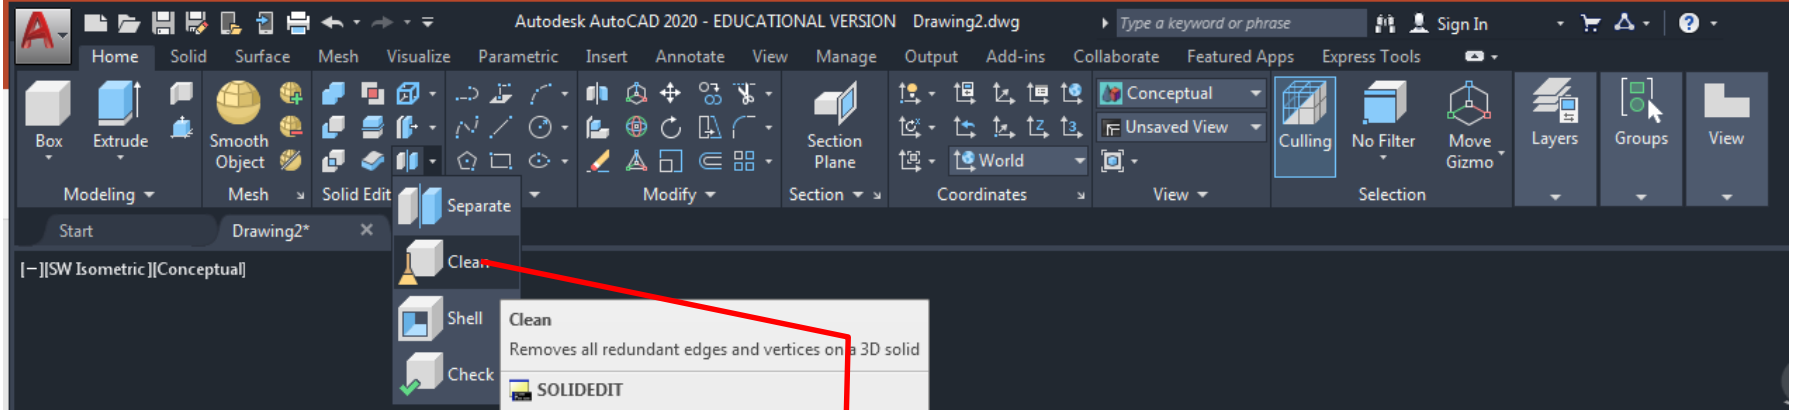 Autodesk AutoCAD 2020 - EDUCATIONAL VERSION Drawing2.dwg Type a keyword or phrase Sign In
Home Solid Surface Mesh Visualize Parametric Insert Annotate View Manage Output Add-ins Collaborate Featured Apps Express Tools
Conceptual
Unsaved View
Box Extrude Smooth Object Section Plane World Culling No Filter Move Gizmo Layers Groups View
Modeling Mesh Solid Edit Modify Section Coordinates View Selection
Separate
Start Drawing2*
Clean
[−][SW Isometric][Conceptual]
Shell
Clean
Removes all redundant edges and vertices on a 3D solid
Check
SOLIDEDIT